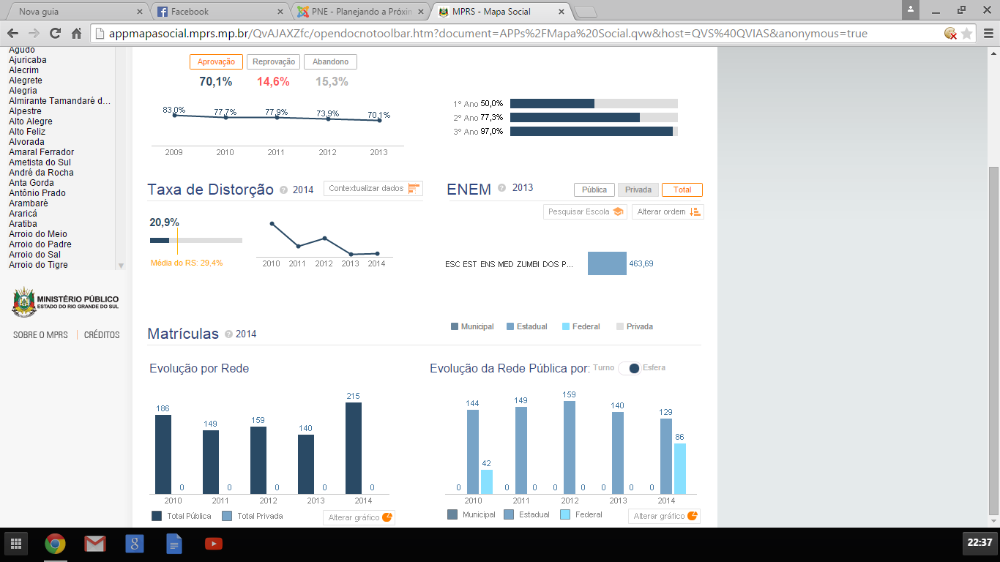 Nova guia
Facebook
PNE - Planejando a Próxin
MPRS - Mapa Social
appmapasocial.mprs.mp.br/QvAJAXZfc/opendocnotoolbar.htm?document=APPs%2FMapa%20Social.qvw&host=QVS%40QVIAS&anonymous=true
Agudo
Ajuricaba
Alecrim
Alegrete
Alegria
Almirante Tamandaré d...
Alpestre
Alto Alegre
Alto Feliz
Alvorada
Amaral Ferrador
Ametista do Sul
André da Rocha
Anta Gorda
Antônio Prado
Arambaré
Araricá
Aratiba
Arroio do Meio
Arroio do Padre
Arroio do Sal
Arroio do Tigre
MINISTÉRIO PÚBLICO
ESTADO DO RIO GRANDE DO SUL
SOBRE O MPRS CRÉDITOS
Aprovação Reprovação Abandono
70,1% 14,6% 15,3%
83,0% 77,7% 77,9% 73,9% 70,1%
2009 2010 2011 2012 2013
1º Ano 50,0%
2º Ano 77,3%
3º Ano 97,0%
Taxa de Distorção ? 2014 Contextualizar dados
20,9%
Média do RS: 29,4%
2010 2011 2012 2013 2014
ENEM ? 2013 Pública Privada Total
Pesquisar Escola Alterar ordem
ESC EST ENS MED ZUMBI DOS P... 463,69
Municipal Estadual Federal Privada
Matrículas ? 2014
Evolução por Rede
186 0 149 0 159 0 140 0 215 0
2010 2011 2012 2013 2014
Total Pública Total Privada Alterar gráfico
Evolução da Rede Pública por: Turno Esfera
0 144 42 0 149 0 0 159 0 0 140 0 0 129 86
2010 2011 2012 2013 2014
Municipal Estadual Federal Alterar gráfico
8
22:37